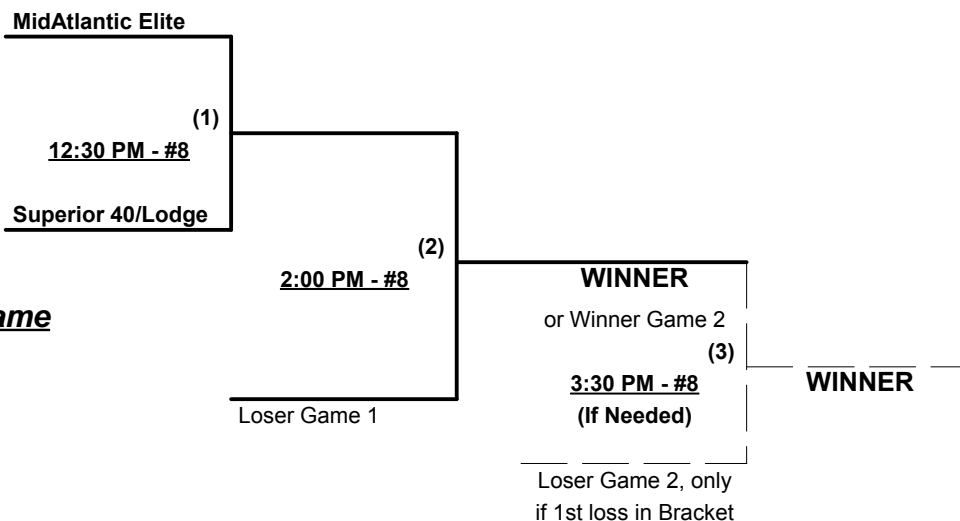 MidAtlantic Elite
(1)
12:30 PM - #8
Superior 40/Lodge
(2)
2:00 PM - #8
WINNER
ame
or Winner Game 2
(3)
3:30 PM - #8
WINNER
(If Needed)
Loser Game 1
Loser Game 2, only
if 1st loss in Bracket